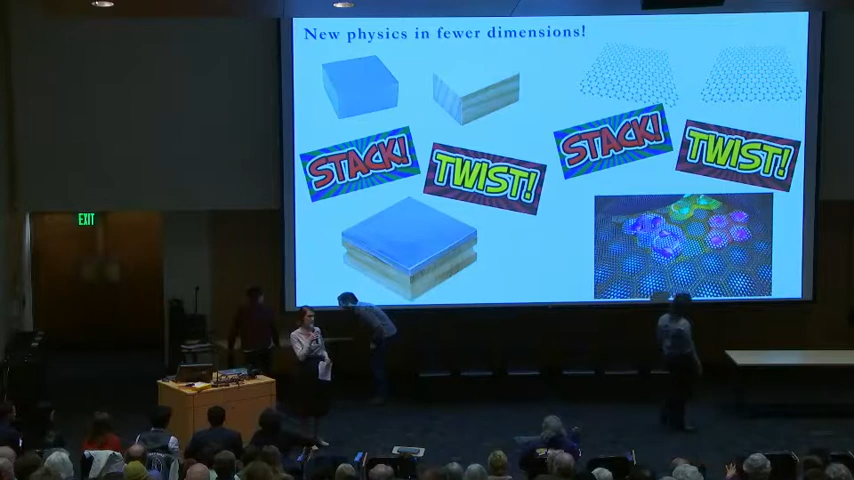 New physics in fewer dimensions!
STACK!
TWIST!
STACK!
TWIST!
EXIT